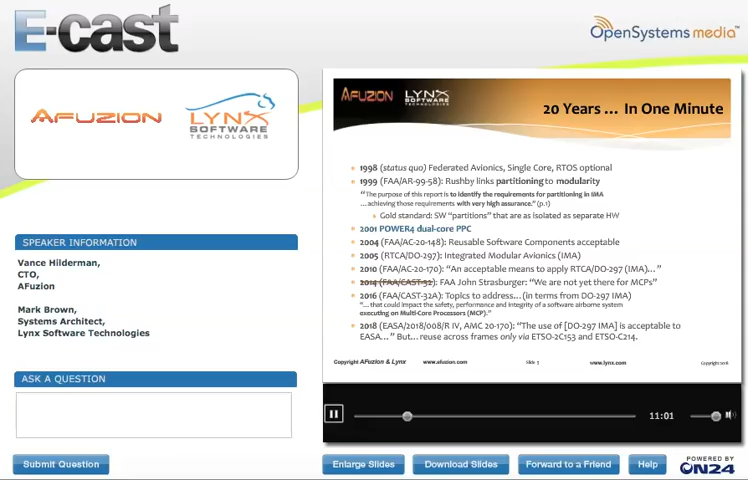 E-cast
OpenSystems media™
AFUZION
LYNX
SOFTWARE
TECHNOLOGIES
SPEAKER INFORMATION
Vance Hilderman,
CTO,
AFuzion
Mark Brown,
Systems Architect,
Lynx Software Technologies
ASK A QUESTION
Submit Question
AFUZION
LYNX
SOFTWARE
TECHNOLOGIES
20 Years ... In One Minute
1998 (status quo) Federated Avionics, Single Core, RTOS optional
1999 (FAA/AR-99-58): Rushby links partitioning to modularity
"The purpose of this report is to identify the requirements for partitioning in IMA
...achieving those requirements with very high assurance." (p.1)
Gold standard: SW "partitions" that are as isolated as separate HW
2001 POWER4 dual-core PPC
2004 (FAA/AC-20-148): Reusable Software Components acceptable
2005 (RTCA/DO-297): Integrated Modular Avionics (IMA)
2010 (FAA/AC-20-170): "An acceptable means to apply RTCA/DO-297 (IMA)..."
2014 (FAA/CAST-32): FAA John Strasburger: "We are not yet there for MCPs"
2016 (FAA/CAST-32A): Topics to address...(in terms from DO-297 IMA)
"... that could impact the safety, performance and integrity of a software airborne system
executing on Multi-Core Processors (MCP)."
2018 (EASA/2018/008/R IV, AMC 20-170): "The use of [DO-297 IMA] is acceptable to
EASA..." But...reuse across frames only via ETSO-2C153 and ETSO-C214.
Copyright AFuzion & Lynx www.afuzion.com Slide 5 www.lynx.com Copyright 2018
11:01
Enlarge Slides
Download Slides
Forward to a Friend
Help
POWERED BY
ON24